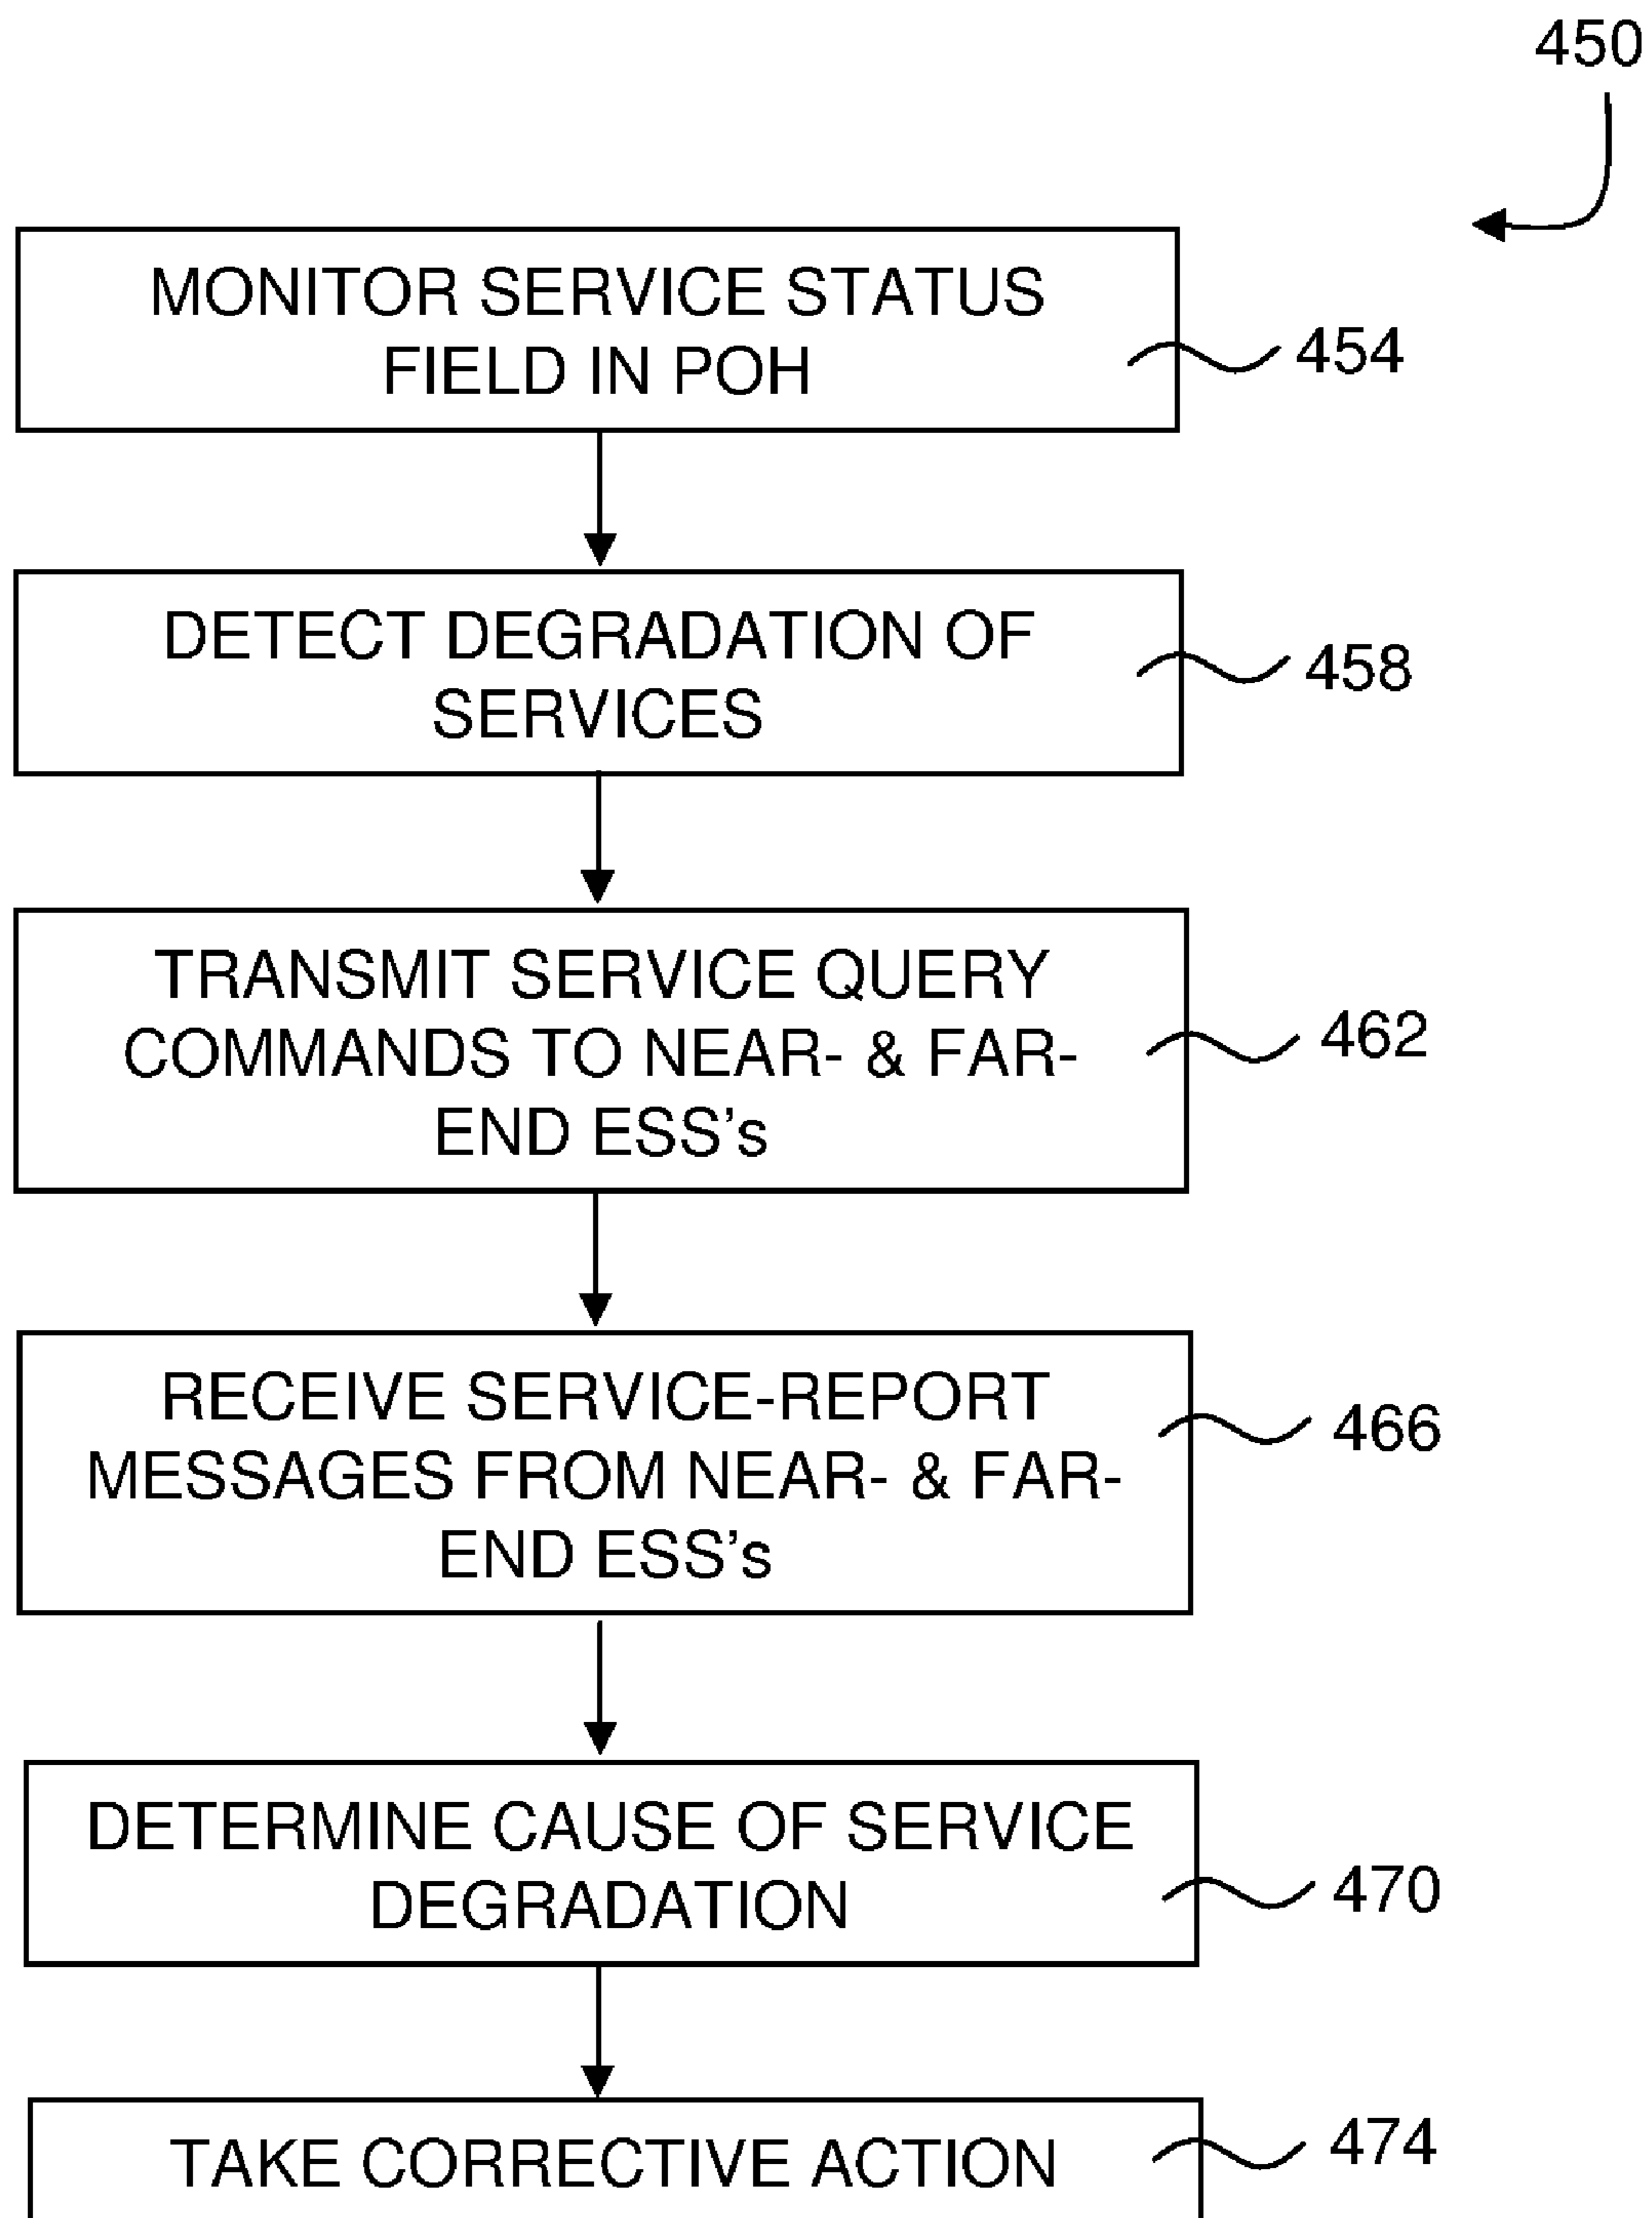 450
MONITOR SERVICE STATUS
FIELD IN POH
454
DETECT DEGRADATION OF
SERVICES
458
TRANSMIT SERVICE QUERY
COMMANDS TO NEAR- & FAR-
END ESS’s
462
RECEIVE SERVICE-REPORT
MESSAGES FROM NEAR- & FAR-
END ESS’s
466
DETERMINE CAUSE OF SERVICE
DEGRADATION
470
TAKE CORRECTIVE ACTION
474